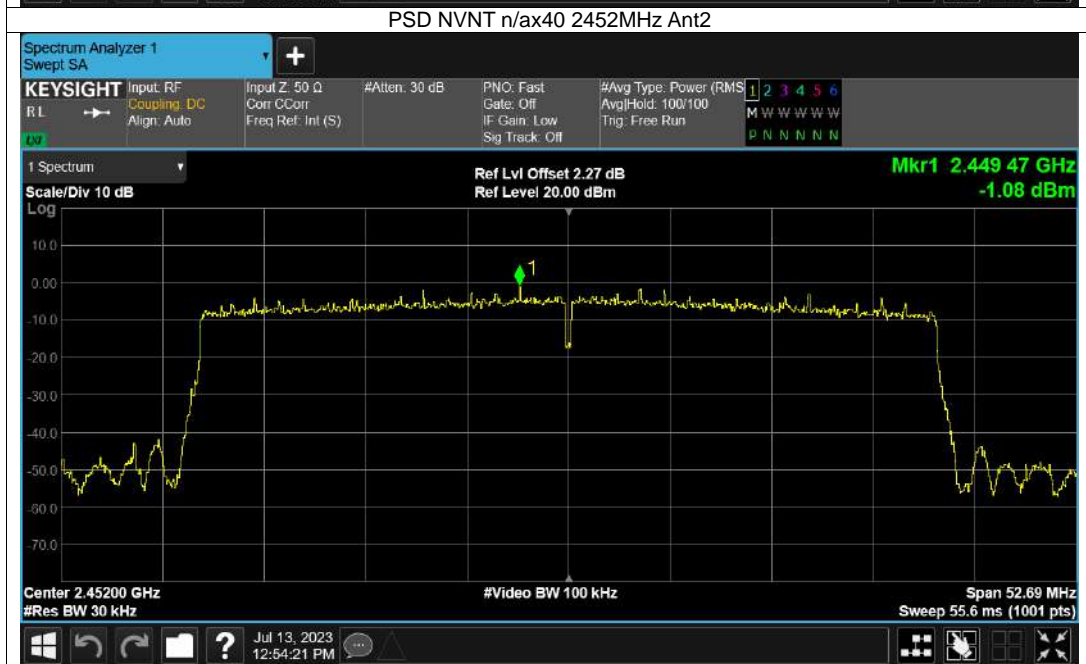 PSD NVNT n/ax40 2452MHz Ant2
Spectrum Analyzer 1
Swept SA
+
KEYSIGHT Input: RF Input Z: 50 Ω #Atten: 30 dB PNO: Fast #Avg Type: Power (RMS 1 2 3 4 5 6
RL Coupling: DC Corr CCorr Gate: Off Avg|Hold: 100/100 M W W W W W
Align: Auto Freq Ref: Int (S) IF Gain: Low Trig: Free Run
LXI Sig Track: Off P N N N N N
1 Spectrum Ref Lvl Offset 2.27 dB Mkr1 2.449 47 GHz
Scale/Div 10 dB Ref Level 20.00 dBm -1.08 dBm
Log
10.0
1
0.00
-10.0
-20.0
-30.0
-40.0
-50.0
-60.0
-70.0
Center 2.45200 GHz #Video BW 100 kHz Span 52.69 MHz
#Res BW 30 kHz Sweep 55.6 ms (1001 pts)
? Jul 13, 2023
12:54:21 PM